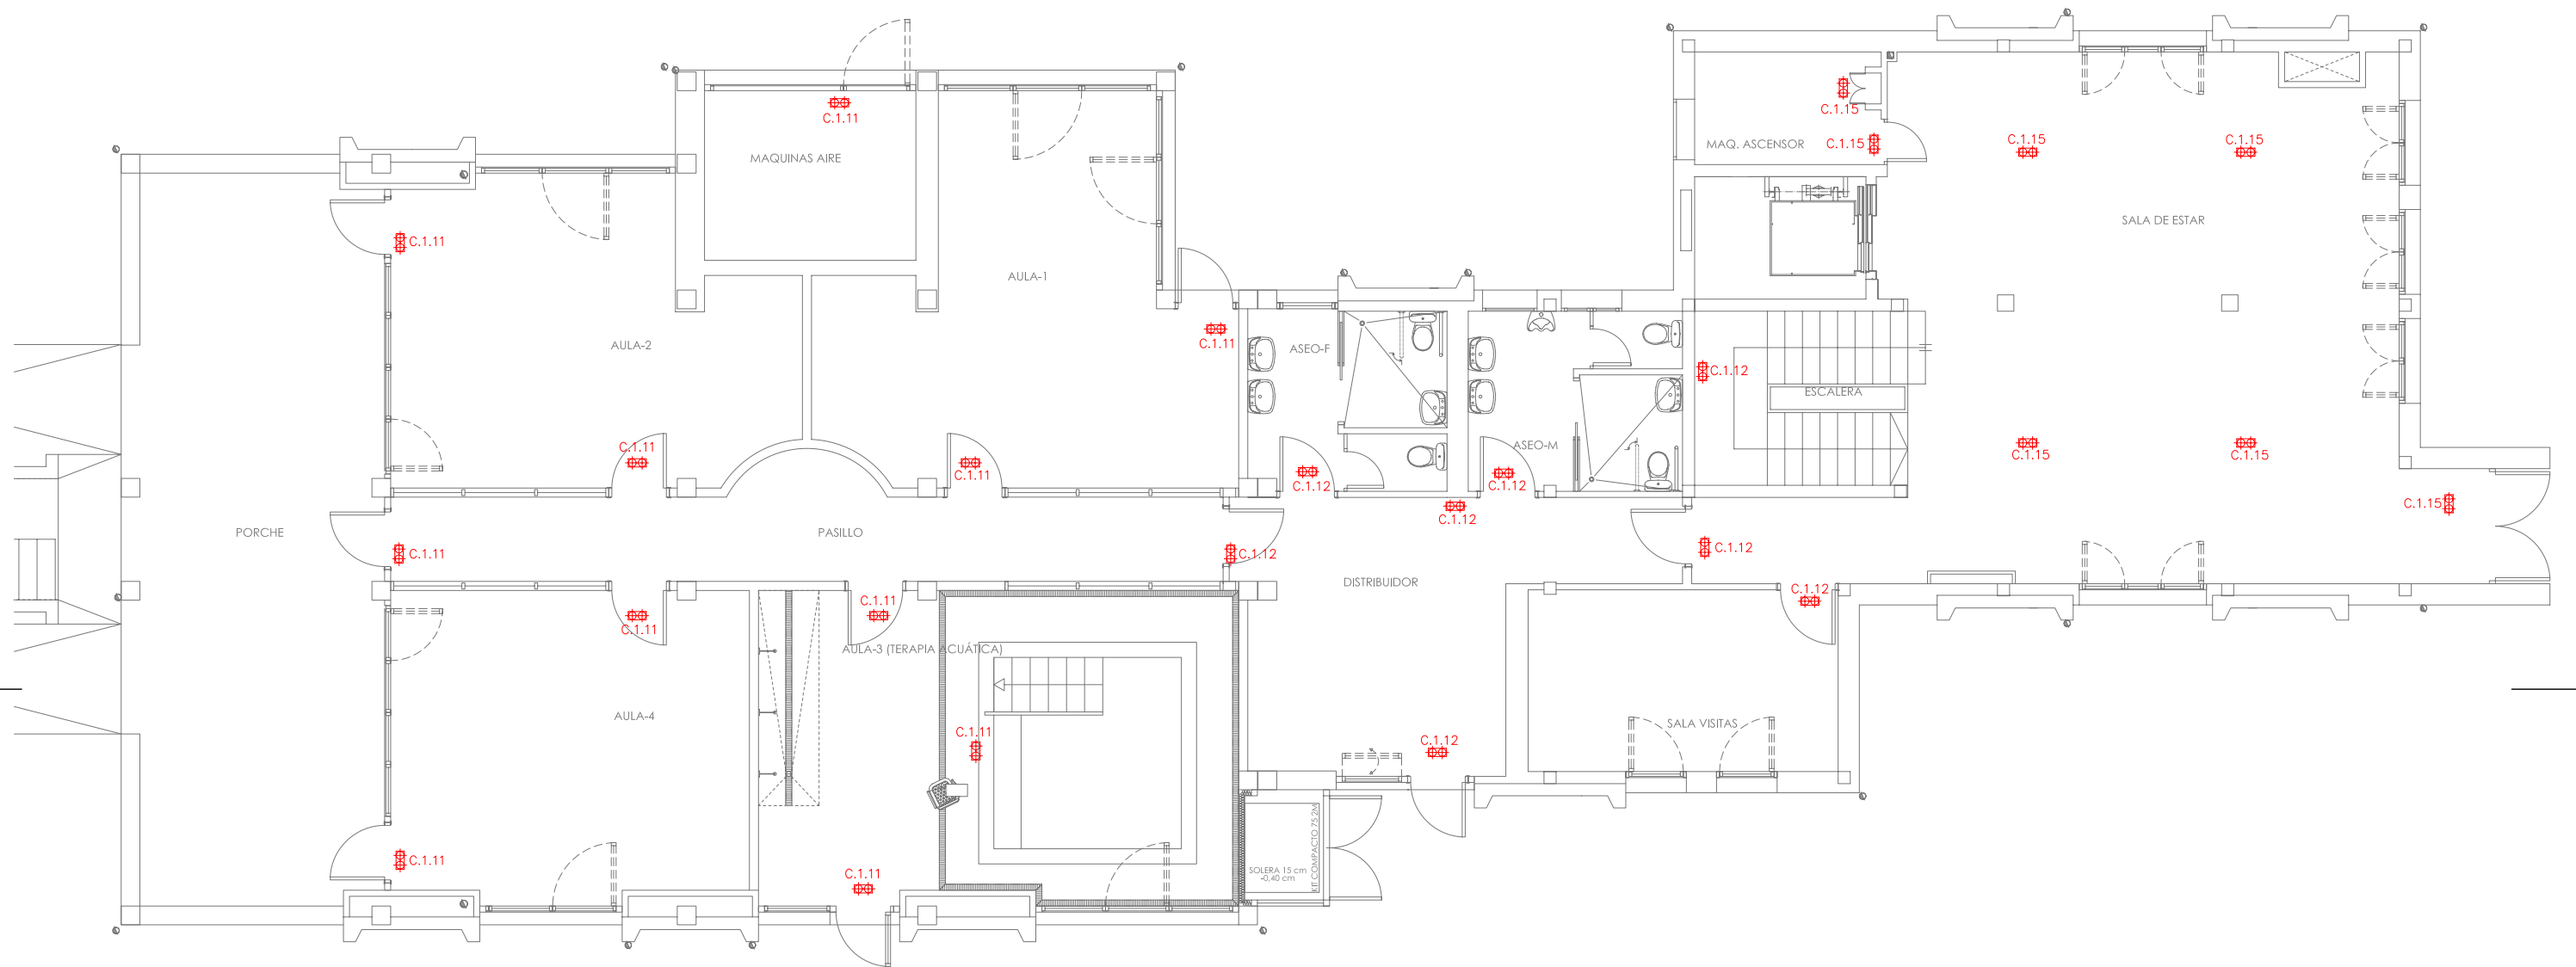 C.1.11
MAQUINAS AIRE
C.1.15
MAQ. ASCENSOR
C.1.15
C.1.15
C.1.15
SALA DE ESTAR
C.1.11
AULA-1
AULA-2
C.1.11
ASEO-F
C.1.12
ESCALERA
C.1.11
C.1.11
C.1.12
ASEO-M
C.1.12
C.1.15
C.1.15
C.1.15
C.1.12
PORCHE
PASILLO
C.1.11
C.1.12
C.1.12
DISTRIBUIDOR
C.1.12
C.1.11
C.1.11
AULA-3 (TERAPIA ACUÁTICA)
AULA-4
SALA VISITAS
C.1.11
C.1.12
C.1.11
C.1.11
SOLERA 15 cm
-0.40 cm
KIT COMPACTO 75.2M